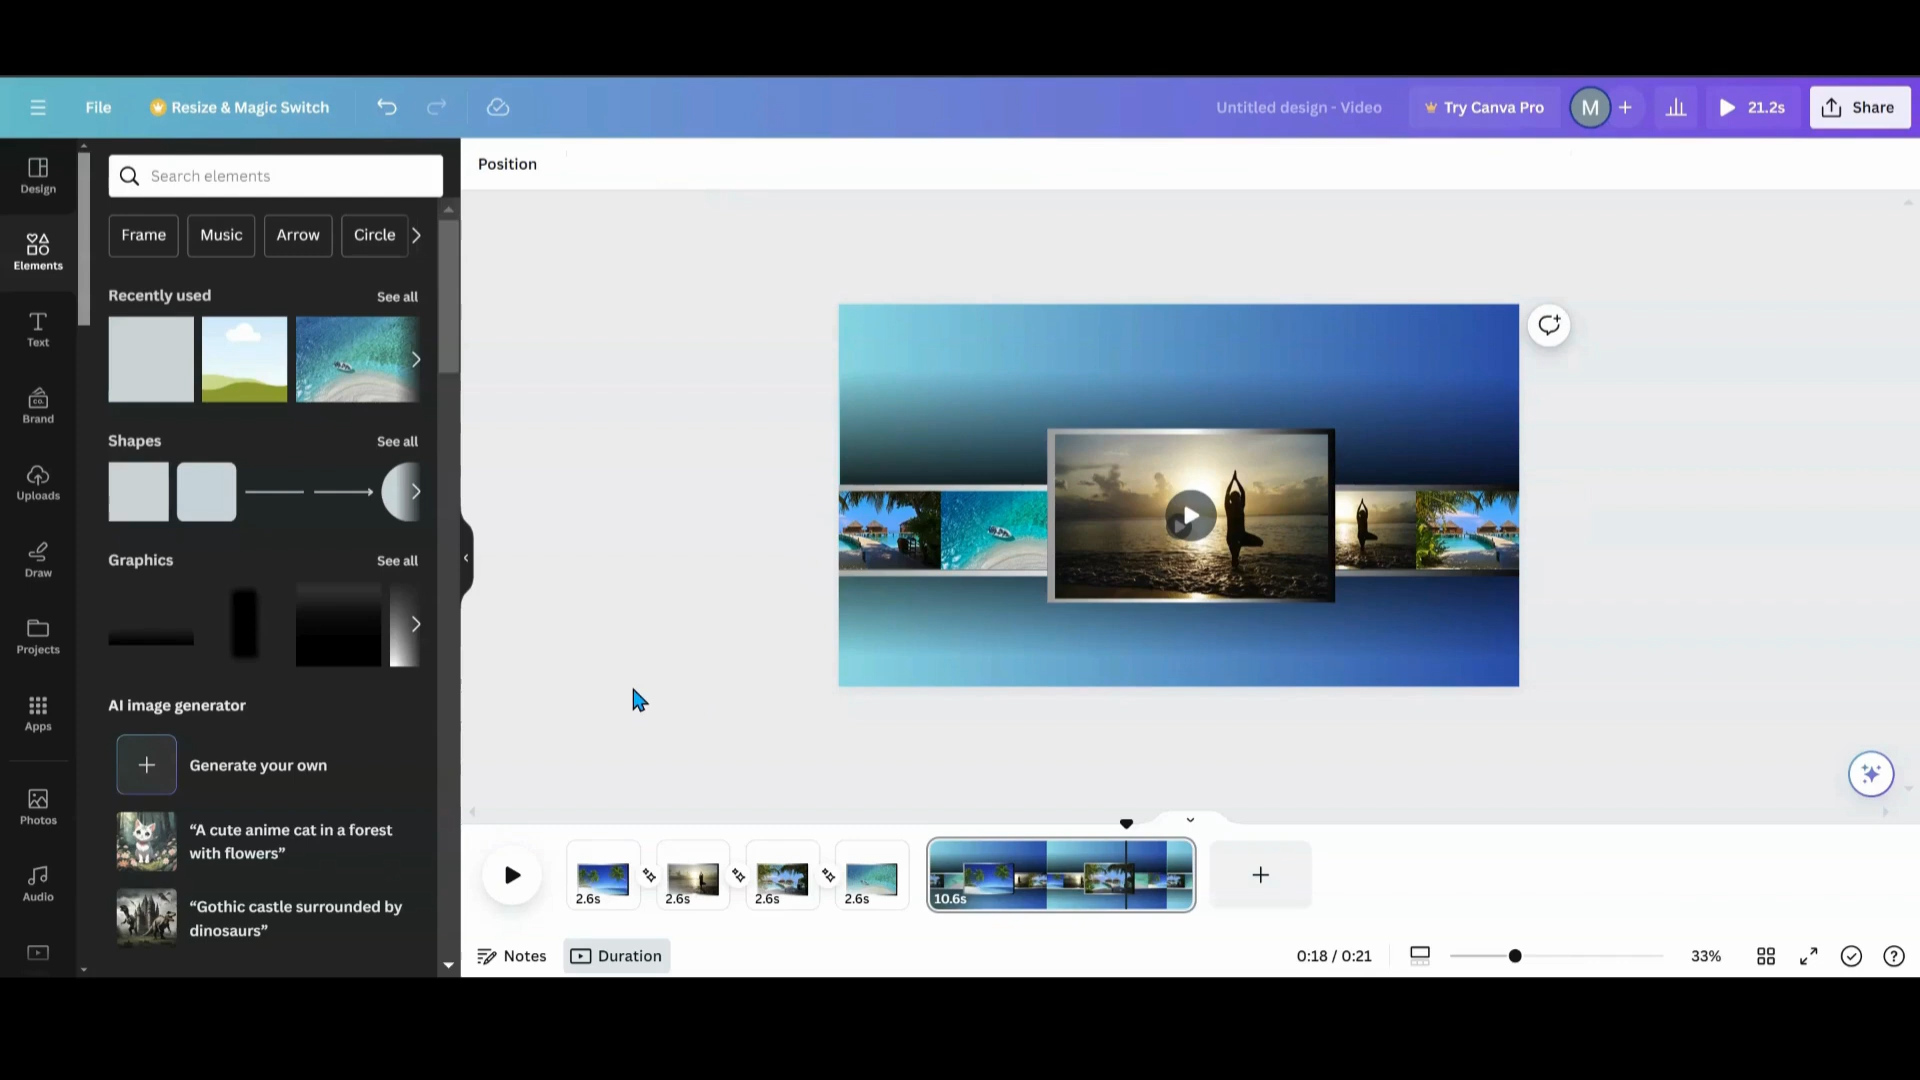 File
Resize & Magic Switch
Untitled design - Video
Try Canva Pro
M
21.2s
Share
Design
Elements
Text
Brand
Uploads
Draw
Projects
Apps
Photos
Audio
Search elements
Frame
Music
Arrow
Circle
Recently used
See all
Shapes
See all
Graphics
See all
AI image generator
Generate your own
“A cute anime cat in a forest
with flowers”
“Gothic castle surrounded by
dinosaurs”
Position
2.6s
2.6s
2.6s
2.6s
10.6s
Notes
Duration
0:18 / 0:21
33%